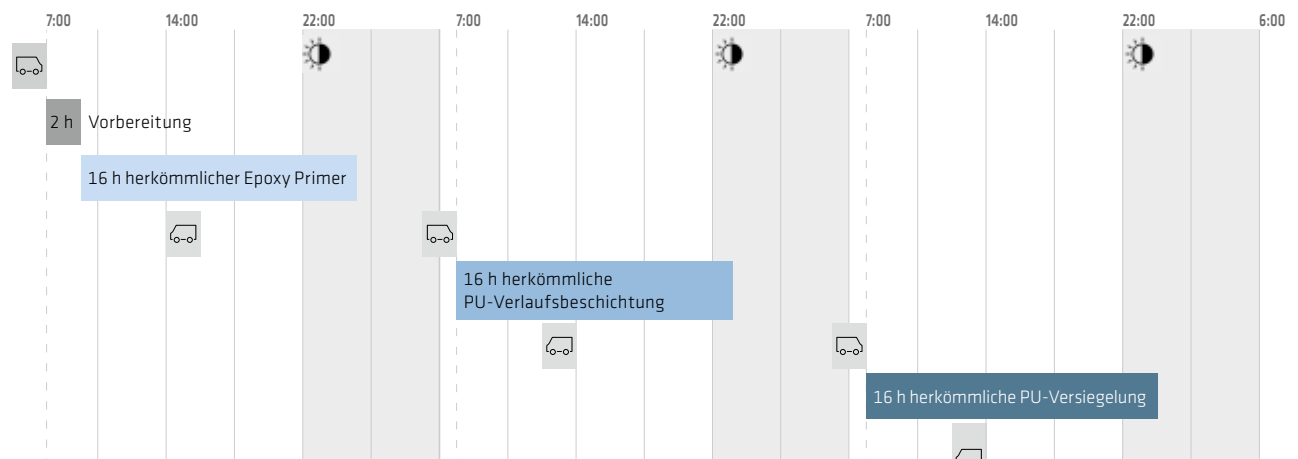 7:00 14:00 22:00 7:00 14:00 22:00 7:00 14:00 22:00 6:00
2 h Vorbereitung
16 h herkömmlicher Epoxy Primer
16 h herkömmliche
PU-Verlaufsbeschichtung
16 h herkömmliche PU-Versiegelung